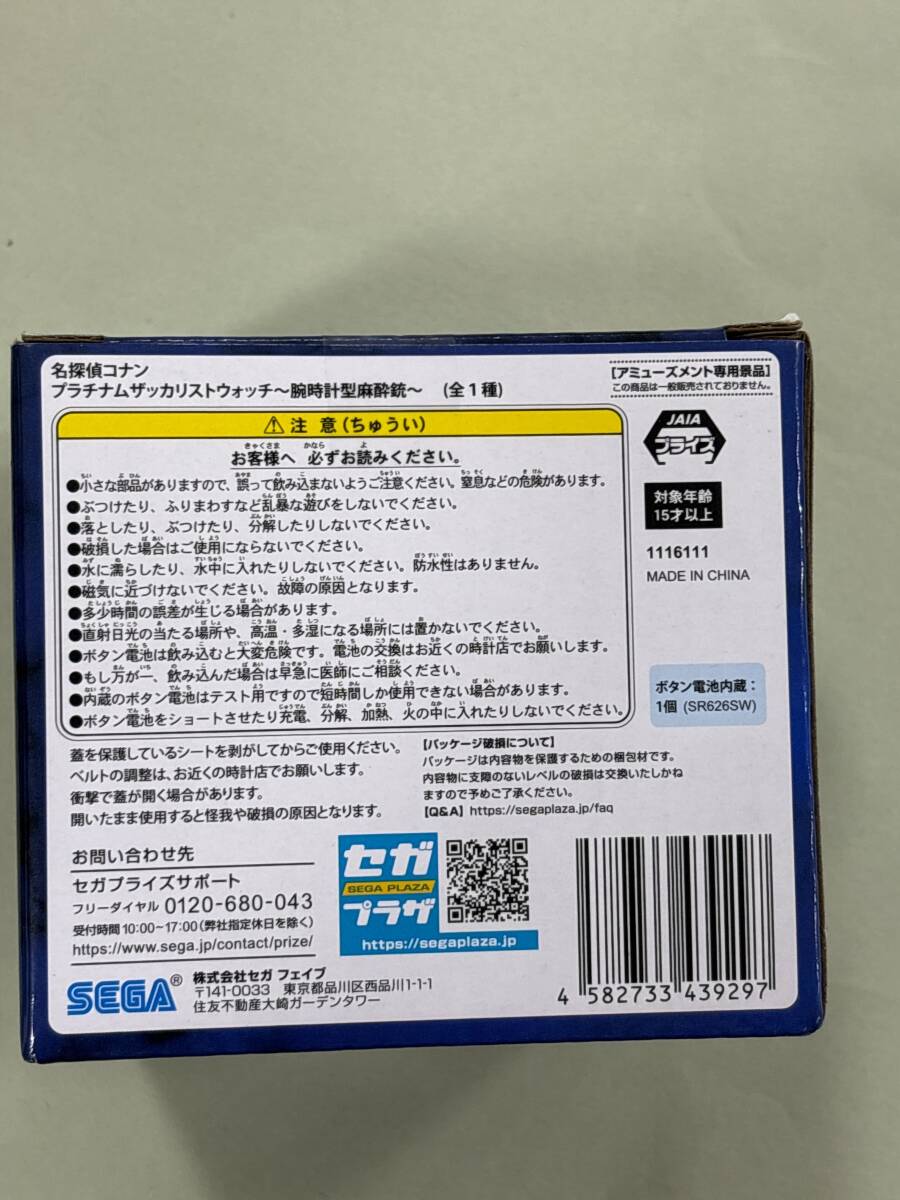 名探偵コナン
プラチナムザッカリストウォッチ～腕時計型麻酔銃～ (全1種)
[アミューズメント専用景品]
この商品は一般販売されておりません。
⚠ 注意(ちゅうい)
お客様へ 必ずお読みください。
●小さな部品がありますので、誤って飲み込まないようご注意ください。窒息などの危険があります。
●ぶつけたり、ふりまわすなど乱暴な遊びをしないでください。
●落としたり、ぶつけたり、分解したりしないでください。
●破損した場合はご使用にならないでください。
●水に濡らしたり、水中に入れたりしないでください。防水性はありません。
●磁気に近づけないでください。故障の原因となります。
●多少時間の誤差が生じる場合があります。
●直射日光の当たる場所や、高温・多湿になる場所には置かないでください。
●ボタン電池は飲み込むと大変危険です。電池の交換はお近くの時計店でお願いします。
●もし万が一、飲み込んだ場合は早急に医師にご相談ください。
●内蔵のボタン電池はテスト用ですので短時間しか使用できない場合があります。
●ボタン電池をショートさせたり充電、分解、加熱、火の中に入れたりしないでください。
JAIA
プライズ
対象年齢
15才以上
1116111
MADE IN CHINA
ボタン電池内蔵：
1個 (SR626SW)
蓋を保護しているシートを剥がしてからご使用ください。
ベルトの調整は、お近くの時計店でお願いします。
衝撃で蓋が開く場合があります。
開いたまま使用すると怪我や破損の原因となります。
【パッケージ破損について】
パッケージは内容物を保護するための梱包材です。
内容物に支障のないレベルの破損は交換いたしかね
ますので予めご了承ください。
【Q&A】https://segaplaza.jp/faq
お問い合わせ先
セガプライズサポート
フリーダイヤル 0120-680-043
受付時間 10:00～17:00(弊社指定休日を除く)
https://www.sega.jp/contact/prize/
セガ
SEGA PLAZA
プラザ
https://segaplaza.jp
SEGA®
株式会社セガ フェイブ
〒141-0033 東京都品川区西品川1-1-1
住友不動産大崎ガーデンタワー
4 582733 439297